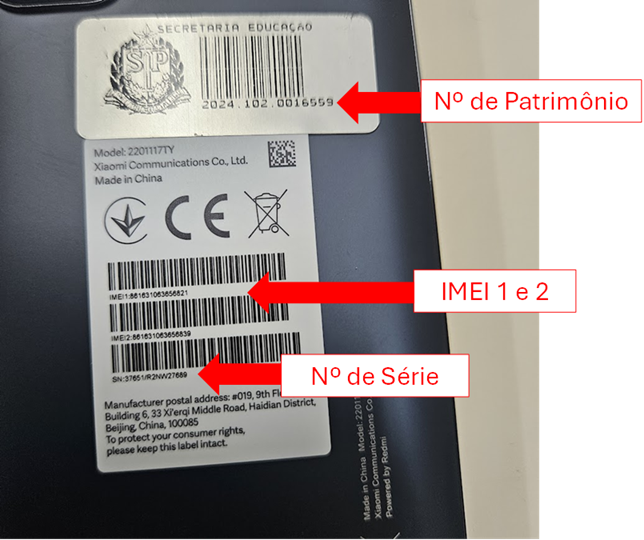 SECRETARIA EDUCAÇÃO
SP
2024.102.0016559
Nº de Patrimônio
Model: 2201117TY
Xiaomi Communications Co., Ltd.
Made in China
CE
IMEI1:861631063656821
IMEI 1 e 2
IMEI2:861631063656839
SN:37651/R2NW27689
Nº de Série
Manufacturer postal address: #019, 9th Fl
Building 6, 33 Xi'erqi Middle Road, Haidian District,
Beijing, China, 100085
To protect your consumer rights,
please keep this label intact.
Made in China Model: 2201
Xiaomi Communications Co
Powered by Redmi